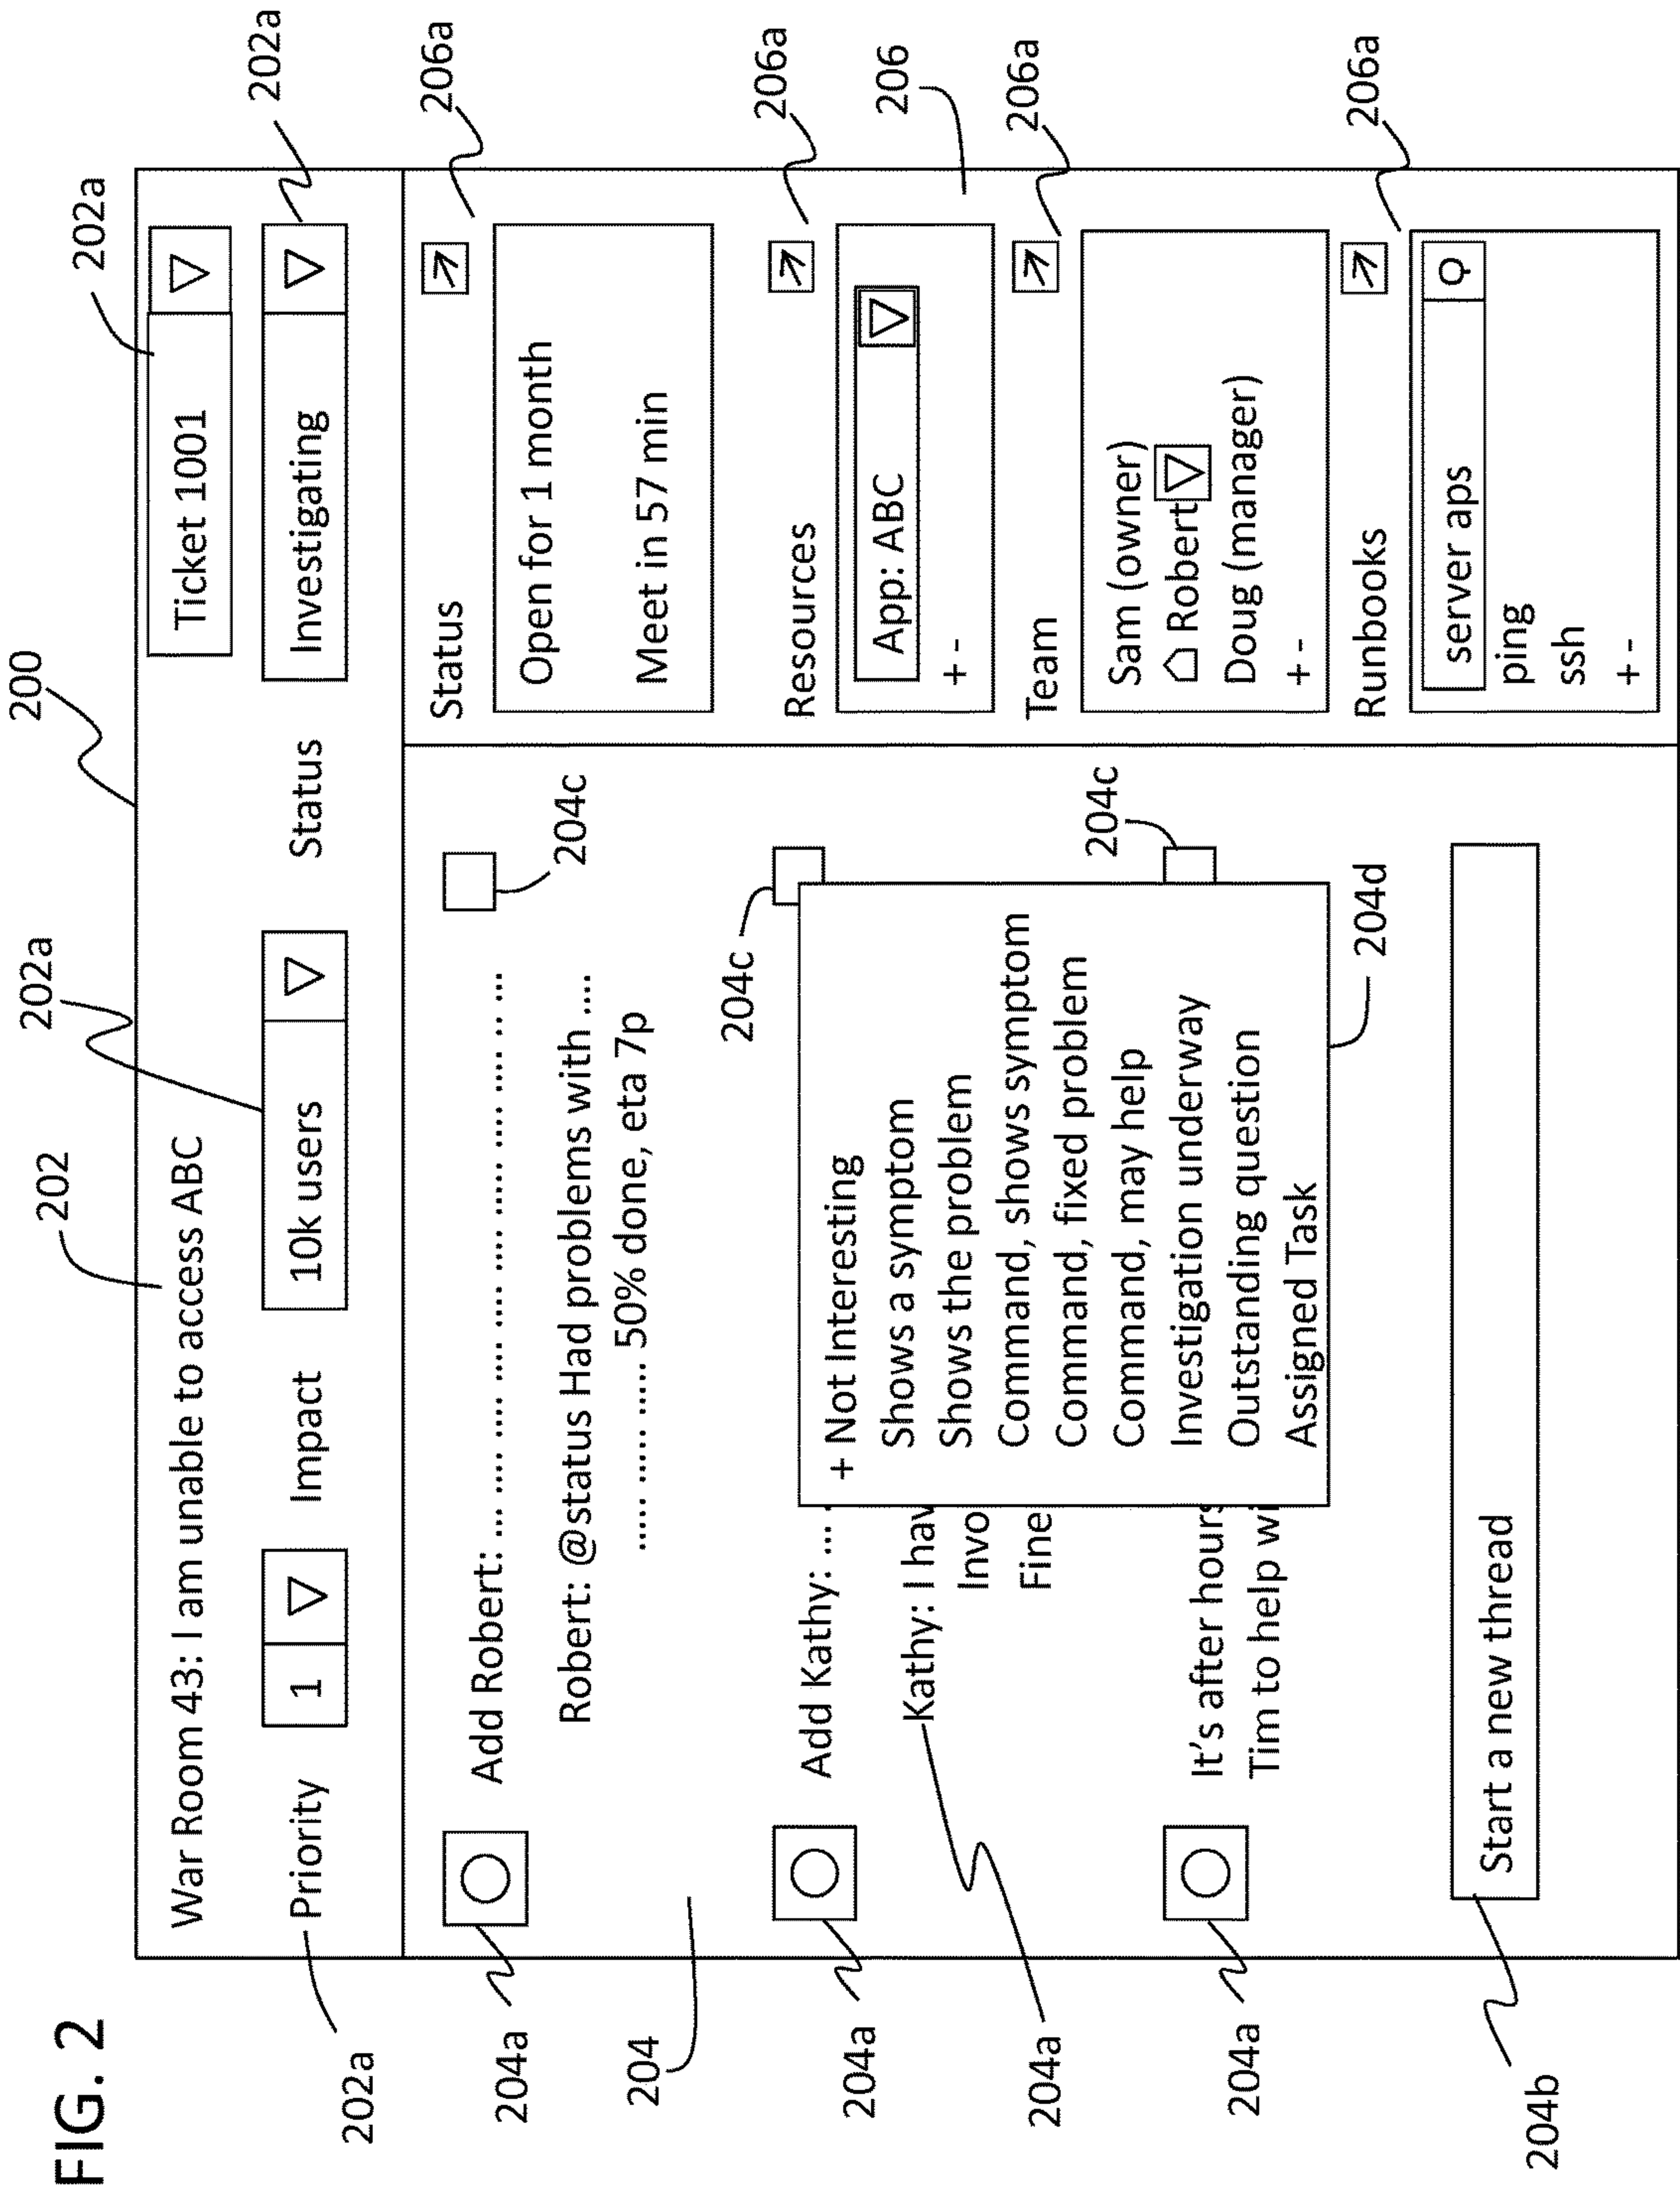 FIG. 2
200
202
202a
202a
202a
War Room 43: I am unable to access ABC
Ticket 1001
202a
Priority
1
Impact
10k users
Status
Investigating
204a
Add Robert: ... .... .... .... .... .... .... .... .... .. ...
204c
Robert: @status Had problems with ....
.... ..... ..... 50% done, eta 7p
204
204a
Add Kathy: ... .
204c
204a
Kathy: I hav
Invo
Fine
204a
It's after hours
Tim to help wi
204c
+ Not Interesting
Shows a symptom
Shows the problem
Command, shows symptom
Command, fixed problem
Command, may help
Investigation underway
Outstanding question
Assigned Task
204d
204b
Start a new thread
Status
206a
Open for 1 month
Meet in 57 min
Resources
206a
App: ABC
+ -
206
Team
206a
Sam (owner)
Robert
Doug (manager)
+ -
Runbooks
206a
server aps
ping
ssh
+ -